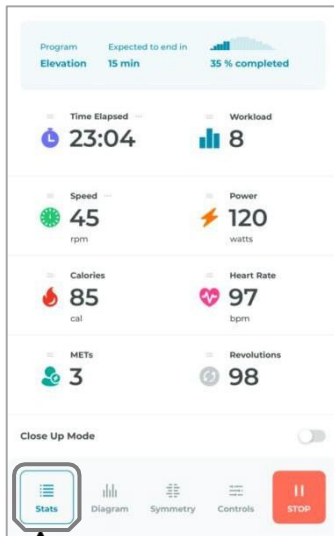 Program Expected to end in
Elevation 15 min 35 % completed
Time Elapsed Workload
23:04 8
Speed Power
45 120
rpm watts
Calories Heart Rate
85 97
cal bpm
METs Revolutions
3 98
Close Up Mode
Stats Diagram Symmetry Controls STOP